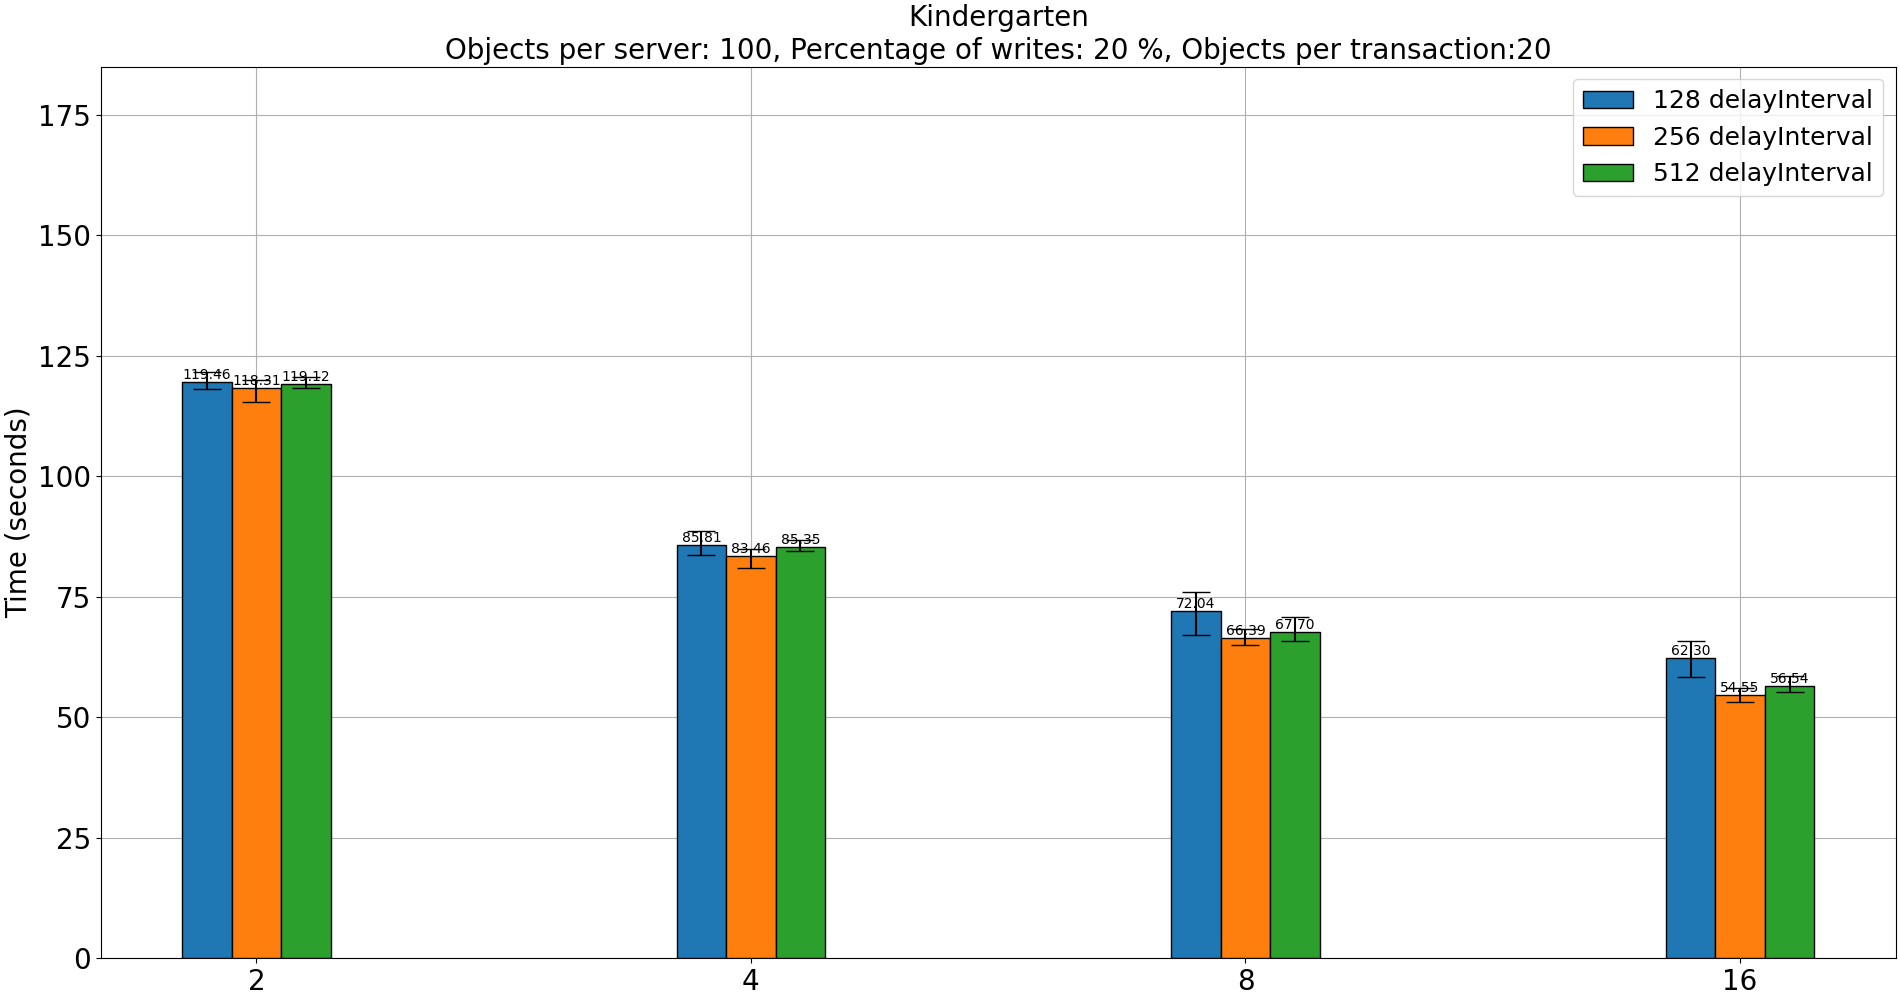 Kindergarten
Objects per server: 100, Percentage of writes: 20 %, Objects per transaction:20
128 delayInterval
256 delayInterval
512 delayInterval
Time (seconds)
175
150
125
100
75
50
25
0
119.46 118.31 119.12
85.81 83.46 85.35
72.04 66.39 67.70
62.30 54.55 56.54
2 4 8 16